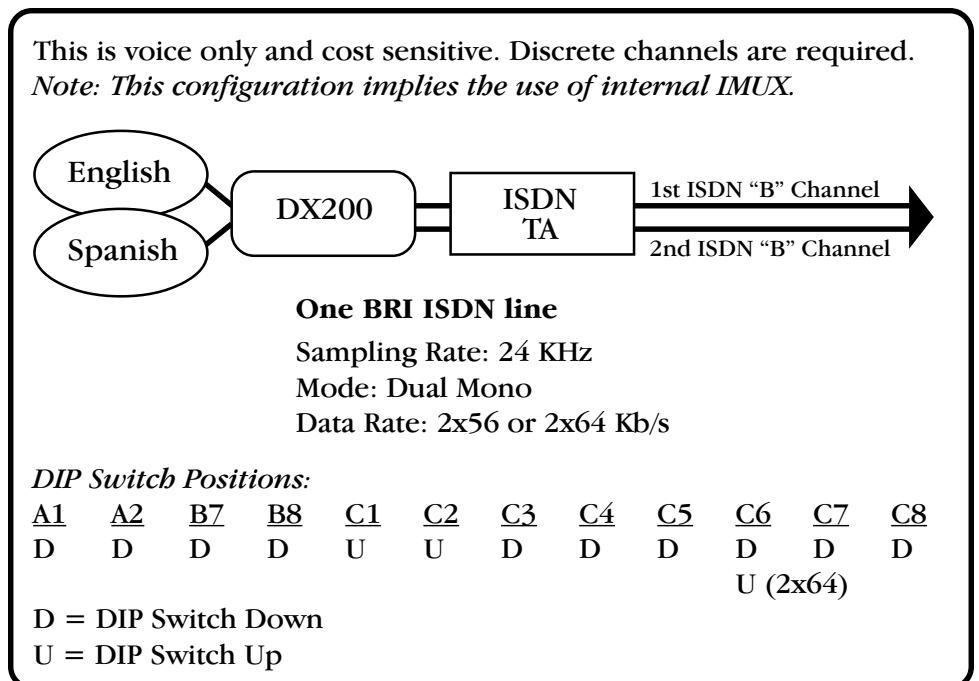 This is voice only and cost sensitive. Discrete channels are required.
Note: This configuration implies the use of internal IMUX.
English
Spanish
DX200
ISDN
TA
1st ISDN “B” Channel
2nd ISDN “B” Channel
One BRI ISDN line
Sampling Rate: 24 KHz
Mode: Dual Mono
Data Rate: 2x56 or 2x64 Kb/s
DIP Switch Positions:
A1 A2 B7 B8 C1 C2 C3 C4 C5 C6 C7 C8
D D D D U U D D D D D D
U (2x64)
D = DIP Switch Down
U = DIP Switch Up